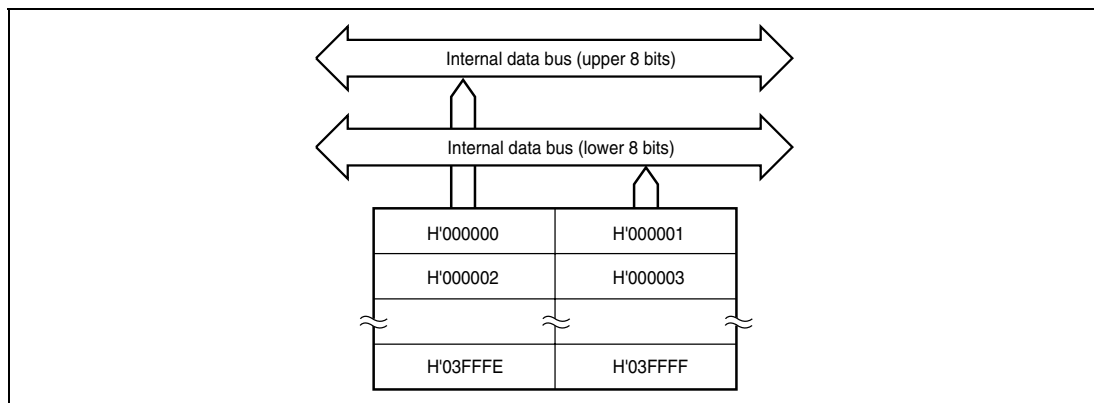 Internal data bus (upper 8 bits)
Internal data bus (lower 8 bits)
H'000000 H'000001
H'000002 H'000003
H'03FFFE H'03FFFF